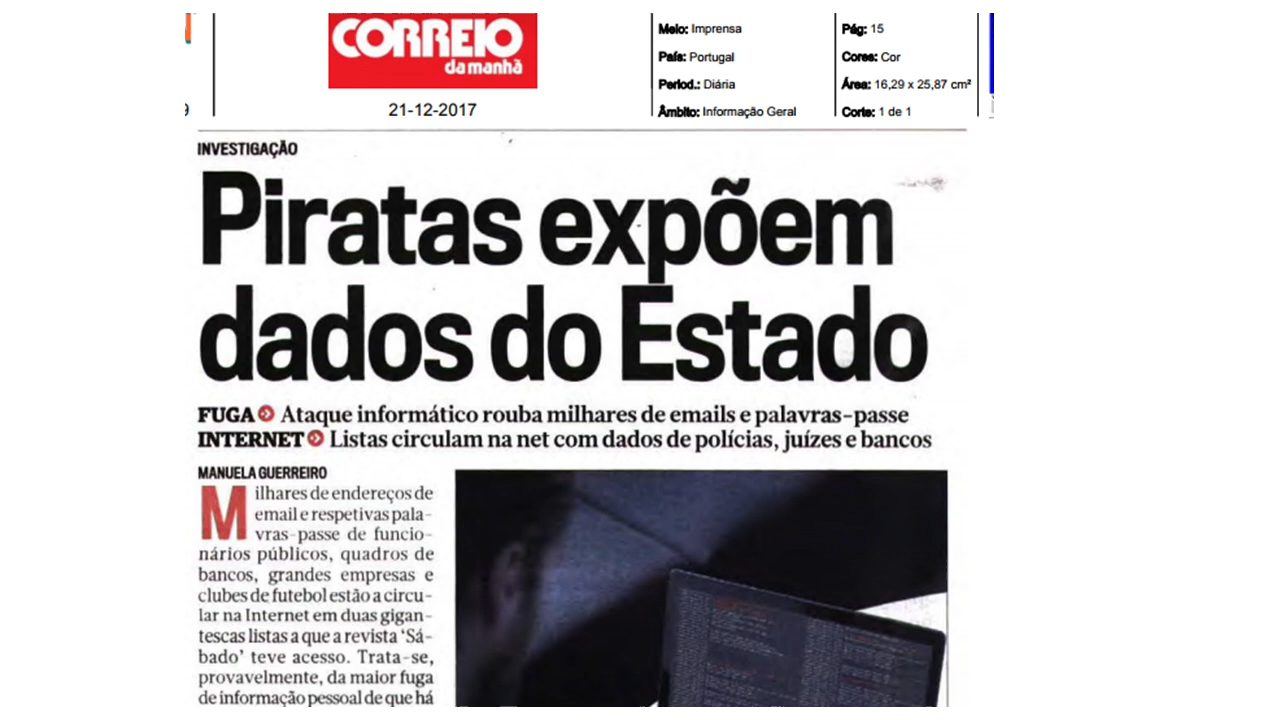 CORREIO
da manhã
21-12-2017
Meio: Imprensa
País: Portugal
Period.: Diária
Âmbito: Informação Geral
Pág: 15
Cores: Cor
Área: 16,29 x 25,87 cm²
Corte: 1 de 1
9
INVESTIGAÇÃO
Piratas expõem
dados do Estado
FUGA Ataque informático rouba milhares de emails e palavras-passe
INTERNET Listas circulam na net com dados de polícias, juízes e bancos
MANUELA GUERREIRO
Milhares de endereços de
email e respetivas pala-
vras-passe de funcio-
nários públicos, quadros de
bancos, grandes empresas e
clubes de futebol estão a circu-
lar na Internet em duas gigan-
tescas listas a que a revista ‘Sá-
bado’ teve acesso. Trata-se,
provavelmente, da maior fuga
de informação pessoal de que há